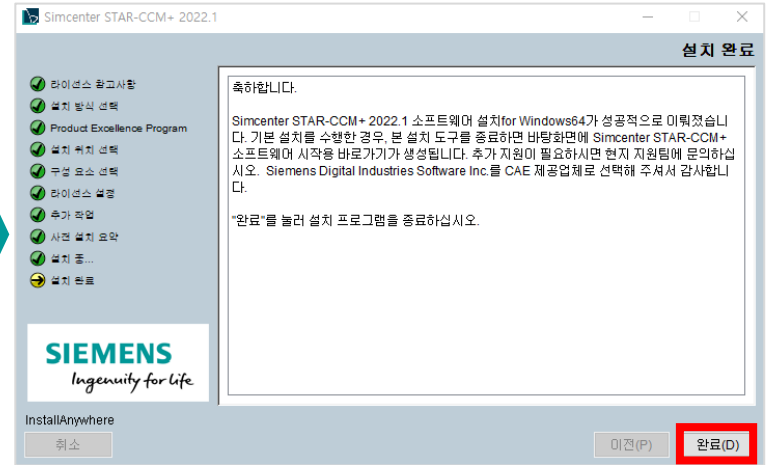 Simcenter STAR-CCM+ 2022.1
설치 완료
라이선스 참고사항
설치 방식 선택
Product Excellence Program
설치 위치 선택
구성 요소 선택
라이선스 설정
추가 작업
사전 설치 요약
설치 중...
설치 완료
축하합니다.
Simcenter STAR-CCM+ 2022.1 소프트웨어 설치for Windows64가 성공적으로 이뤄졌습니
다. 기본 설치를 수행한 경우, 본 설치 도구를 종료하면 바탕화면에 Simcenter STAR-CCM+
소프트웨어 시작용 바로가기가 생성됩니다. 추가 지원이 필요하시면 현지 지원팀에 문의하십
시오. Siemens Digital Industries Software Inc.를 CAE 제공업체로 선택해 주셔서 감사합니
다.
"완료"를 눌러 설치 프로그램을 종료하십시오.
SIEMENS
Ingenuity for life
InstallAnywhere
취소
이전(P)
완료(D)